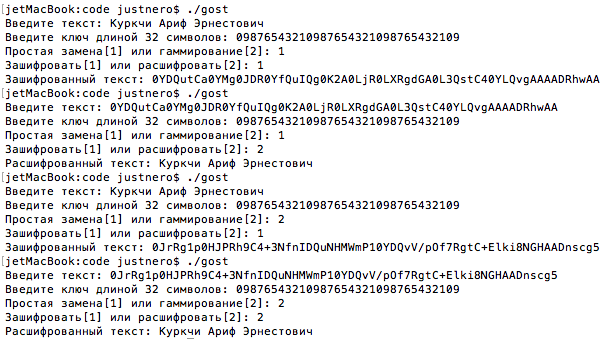 [jetMacBook:code justnero$ ./gost
Введите текст: Куркчи Ариф Эрнестович
Введите ключ длиной 32 символов: 09876543210987654321098765432109
Простая замена[1] или гаммирование[2]: 1
Зашифровать[1] или расшифровать[2]: 1
Зашифрованный текст: 0YDQutCa0YMg0JDR0YfQuIQg0K2A0LjR0LXRgdGA0L3QstC40YLQvgAAAADRhwAA
[jetMacBook:code justnero$ ./gost
Введите текст: 0YDQutCa0YMg0JDR0YfQuIQg0K2A0LjR0LXRgdGA0L3QstC40YLQvgAAAADRhwAA
Введите ключ длиной 32 символов: 09876543210987654321098765432109
Простая замена[1] или гаммирование[2]: 1
Зашифровать[1] или расшифровать[2]: 2
Расшифрованный текст: Куркчи Ариф Эрнестович
[jetMacBook:code justnero$ ./gost
Введите текст: Куркчи Ариф Эрнестович
Введите ключ длиной 32 символов: 09876543210987654321098765432109
Простая замена[1] или гаммирование[2]: 2
Зашифровать[1] или расшифровать[2]: 1
Зашифрованный текст: 0JrRg1p0HJPRh9C4+3NfnIDQuNHMWmP10YDQvV/pOf7RgtC+Elki8NGHAADnscg5
[jetMacBook:code justnero$ ./gost
Введите текст: 0JrRg1p0HJPRh9C4+3NfnIDQuNHMWmP10YDQvV/pOf7RgtC+Elki8NGHAADnscg5
Введите ключ длиной 32 символов: 09876543210987654321098765432109
Простая замена[1] или гаммирование[2]: 2
Зашифровать[1] или расшифровать[2]: 2
Расшифрованный текст: Куркчи Ариф Эрнестович